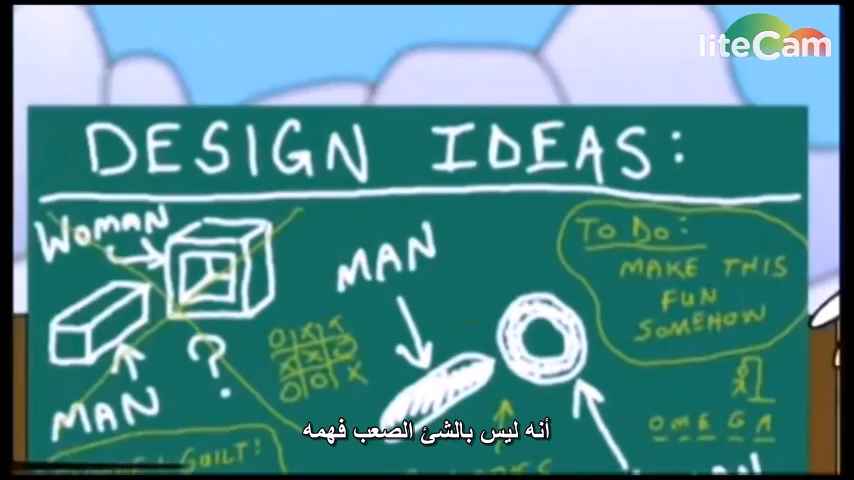 liteCam
DESIGN IDEAS:
WOMAN
MAN
?
MAN
TO DO:
MAKE THIS
FUN
SOMEHOW
O X X
X X O
O O X
OMEGA
GUILT!
أنه ليس بالشئ الصعب فهمه